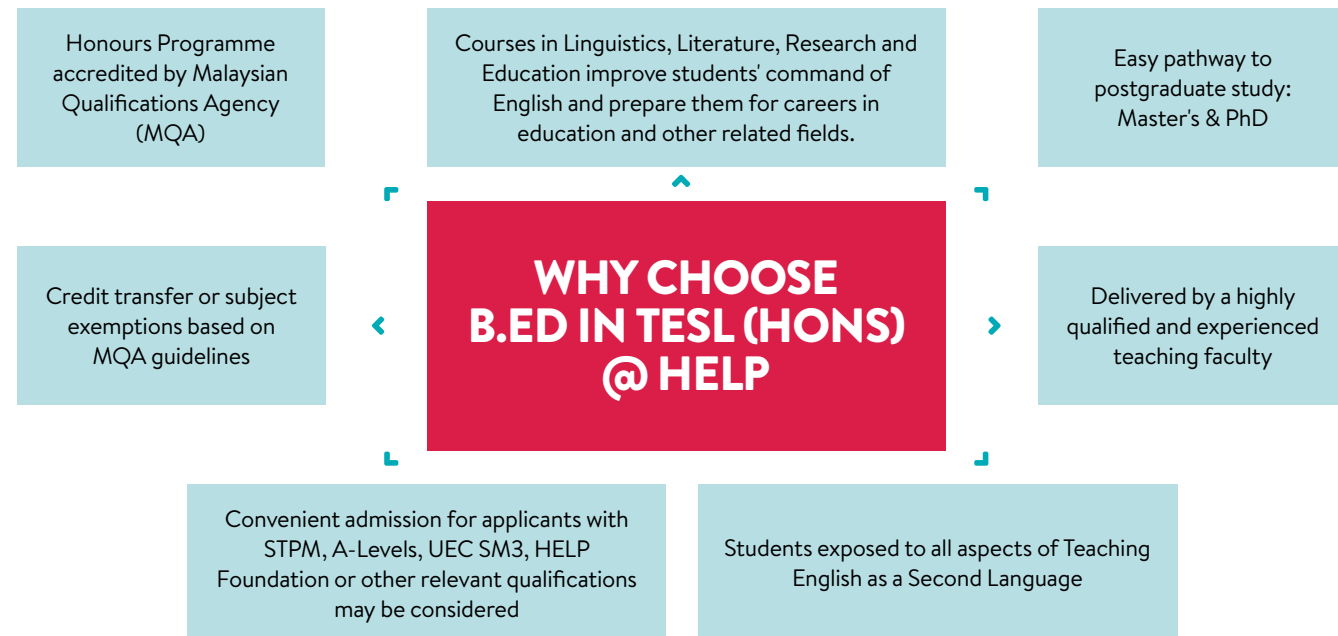 Honours Programme
accredited by Malaysian
Qualifications Agency
(MQA)
Courses in Linguistics, Literature, Research and
Education improve students' command of
English and prepare them for careers in
education and other related fields.
Easy pathway to
postgraduate study:
Master's & PhD
Credit transfer or subject
exemptions based on
MQA guidelines
WHY CHOOSE
B.ED IN TESL (HONS)
@ HELP
Delivered by a highly
qualified and experienced
teaching faculty
Convenient admission for applicants with
STPM, A-Levels, UEC SM3, HELP
Foundation or other relevant qualifications
may be considered
Students exposed to all aspects of Teaching
English as a Second Language